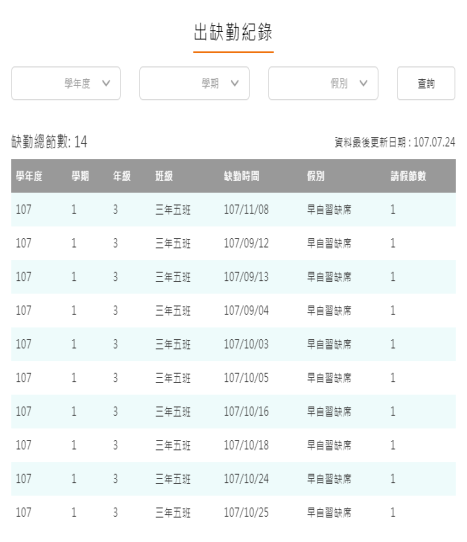 出缺勤紀錄
學年度 學期 假別 查詢
缺勤總節數: 14 資料最後更新日期 : 107.07.24
學年度 學期 年級 班級 缺勤時間 假別 請假節數
107 1 3 三年五班 107/11/08 早自習缺席 1
107 1 3 三年五班 107/09/12 早自習缺席 1
107 1 3 三年五班 107/09/13 早自習缺席 1
107 1 3 三年五班 107/09/04 早自習缺席 1
107 1 3 三年五班 107/10/03 早自習缺席 1
107 1 3 三年五班 107/10/05 早自習缺席 1
107 1 3 三年五班 107/10/16 早自習缺席 1
107 1 3 三年五班 107/10/18 早自習缺席 1
107 1 3 三年五班 107/10/24 早自習缺席 1
107 1 3 三年五班 107/10/25 早自習缺席 1